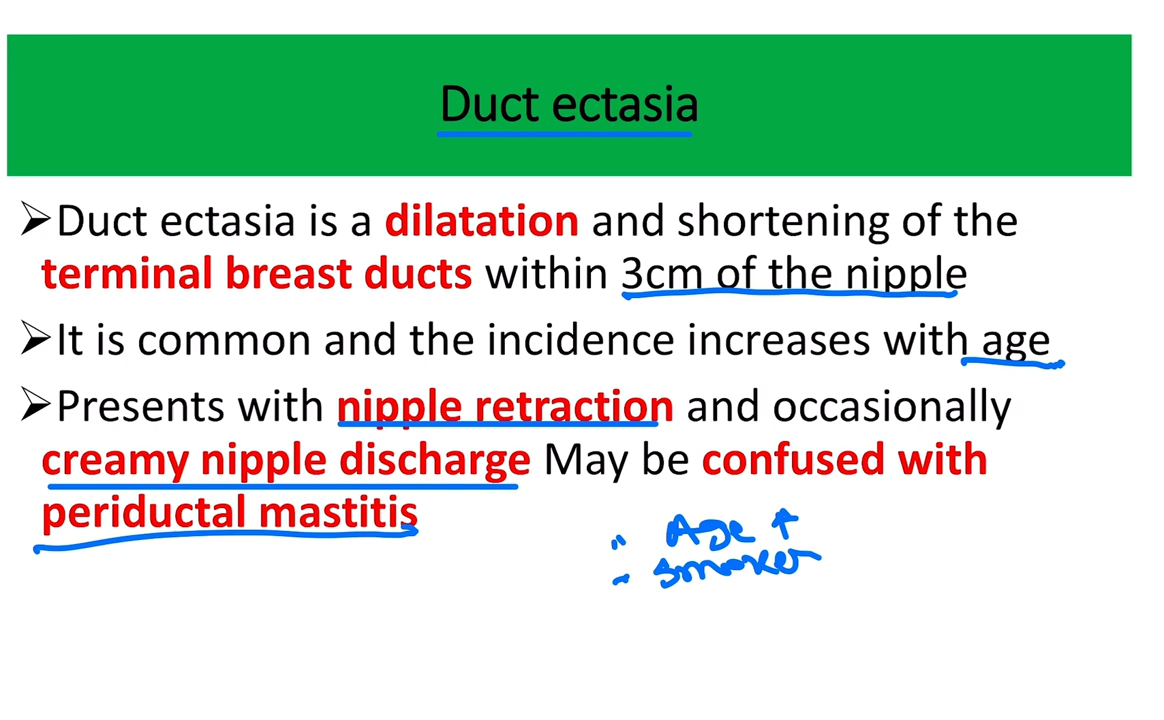 Duct ectasia
➢Duct ectasia is a dilatation and shortening of the
terminal breast ducts within 3cm of the nipple
➢It is common and the incidence increases with age
➢Presents with nipple retraction and occasionally
creamy nipple discharge May be confused with
periductal mastitis
Age ↑
- Smoker